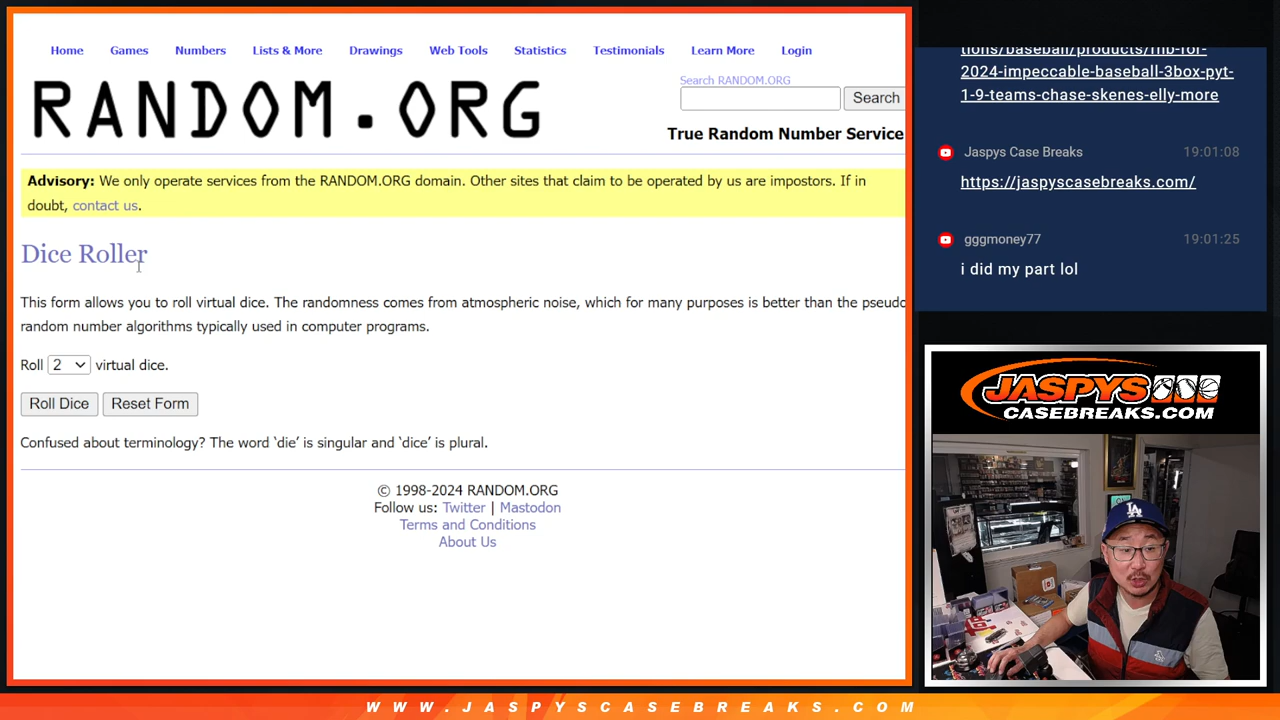 Home Games Numbers Lists & More Drawings Web Tools Statistics Testimonials Learn More Login
RANDOM.ORG
Search RANDOM.ORG
Search
True Random Number Service
Advisory: We only operate services from the RANDOM.ORG domain. Other sites that claim to be operated by us are impostors. If in
doubt, contact us.
Dice Roller
This form allows you to roll virtual dice. The randomness comes from atmospheric noise, which for many purposes is better than the pseudo
random number algorithms typically used in computer programs.
Roll 2 virtual dice.
Roll Dice Reset Form
Confused about terminology? The word ‘die’ is singular and ‘dice’ is plural.
© 1998-2024 RANDOM.ORG
Follow us: Twitter | Mastodon
Terms and Conditions
About Us
tions/baseball/products/rnb-for-
2024-impeccable-baseball-3box-pyt-
1-9-teams-chase-skenes-elly-more
Jaspys Case Breaks 19:01:08
https://jaspyscasebreaks.com/
gggmoney77 19:01:25
i did my part lol
JASPYS
CASEBREAKS.COM
LA
WWW.JASPYSCASEBREAKS.COM